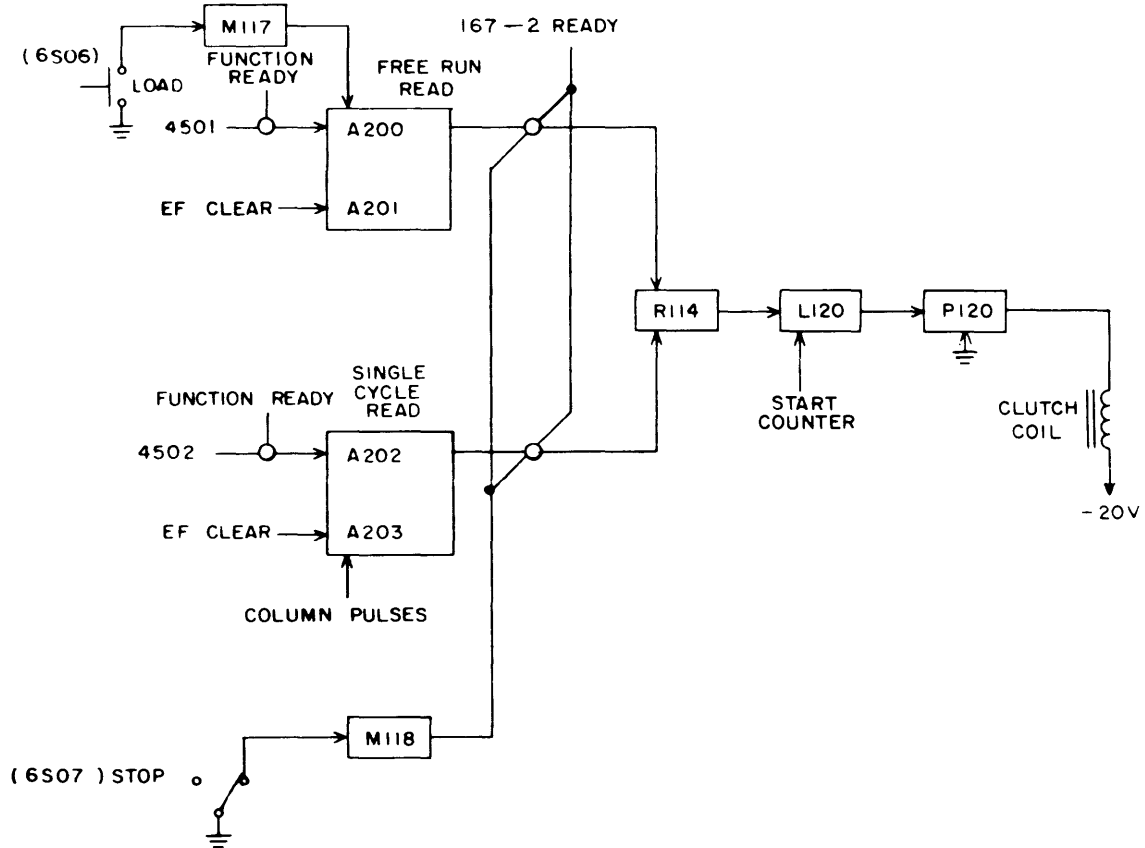 M117
167-2 READY
(6S06)
LOAD
FUNCTION
READY
FREE RUN
READ
4501
A200
EF CLEAR
A201
R114
L120
P120
START
COUNTER
CLUTCH
COIL
-20V
SINGLE
CYCLE
READ
FUNCTION READY
4502
A202
EF CLEAR
A203
COLUMN PULSES
M118
(6S07) STOP